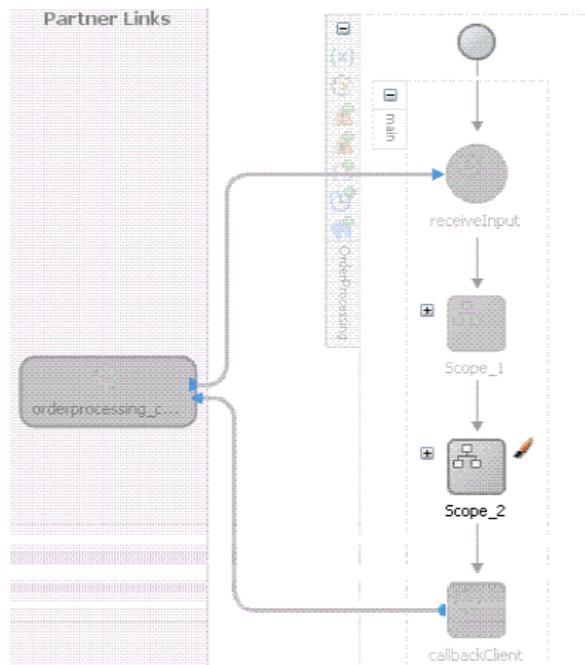 Partner Links
main
receiveInput
OrderProcessing
Scope_1
orderprocessing_c...
Scope_2
callbackClient